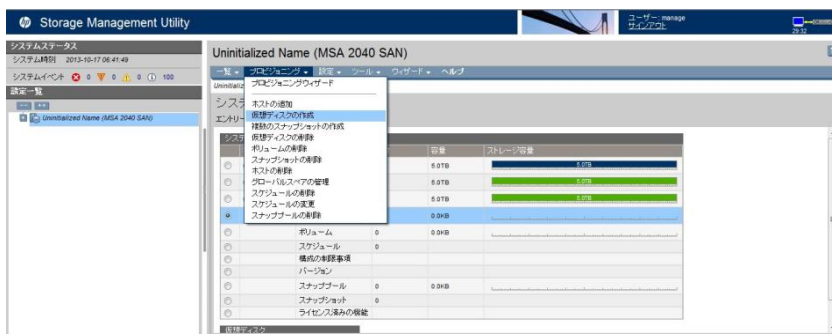 hp Storage Management Utility
ユーザー: manage
サインアウト
29:32
システムステータス
システム時刻 2013-10-17 06:41:49
システムイベント 0 0 0 100
設定一覧
Uninitialized Name (MSA 2040 SAN)
Uninitialized Name (MSA 2040 SAN)
一覧 プロビジョニング 設定 ツール ウィザード ヘルプ
プロビジョニングウィザード
ホストの追加
仮想ディスクの作成
複数のスナップショットの作成
仮想ディスクの削除
ボリュームの削除
スナップショットの削除
ホストの削除
グローバルスペアの管理
スケジュールの削除
スケジュールの変更
スナッププールの削除
容量 ストレージ容量
5.0TB 5.0TB
5.0TB 5.0TB
5.0TB 5.0TB
0.0KB
ボリューム 0 0.0KB
スケジュール 0
構成の制限事項
バージョン
スナッププール 0 0.0KB
スナップショット 0
ライセンス済みの機能
仮想ディスク